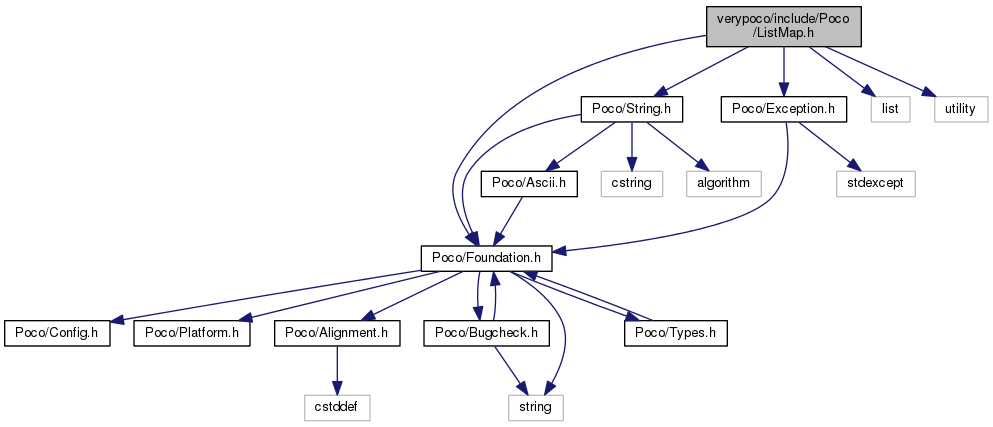 verypoco/include/Poco
/ListMap.h
Poco/String.h
Poco/Exception.h
list
utility
Poco/Ascii.h
cstring
algorithm
stdexcept
Poco/Foundation.h
Poco/Config.h
Poco/Platform.h
Poco/Alignment.h
Poco/Bugcheck.h
Poco/Types.h
cstddef
string